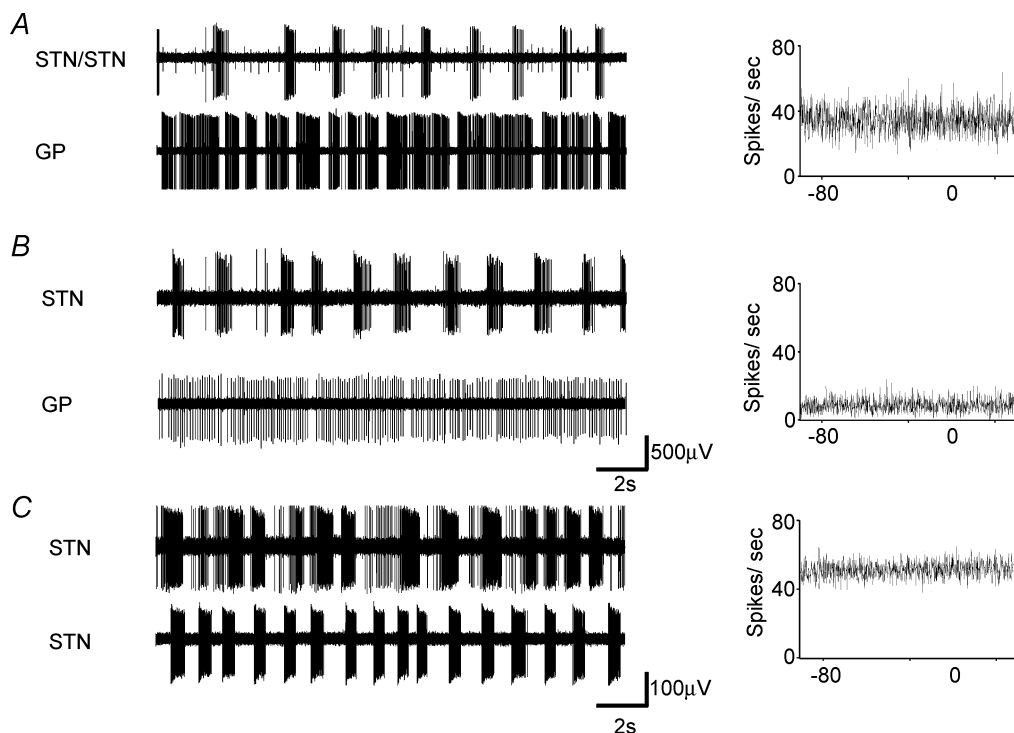 A
STN/STN
GP
Spikes/ sec
80
40
0
-80 0
B
STN
GP
500μV
2s
Spikes/ sec
80
40
0
-80 0
C
STN
STN
100μV
2s
Spikes/ sec
80
40
0
-80 0